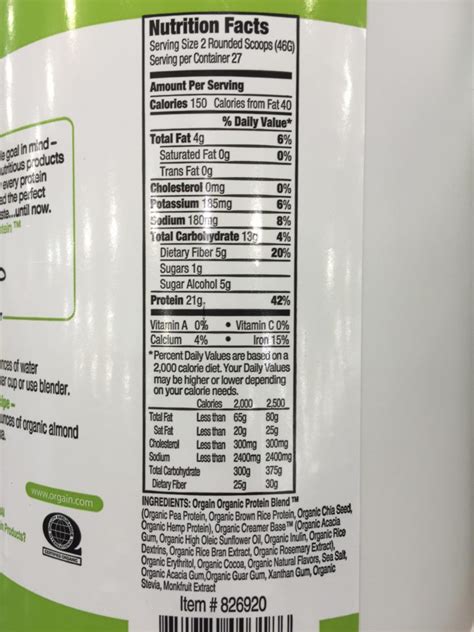 Nutrition Facts
Serving Size 2 Rounded Scoops (46G)
Serving per Container 27
Amount Per Serving
Calories 150 Calories from Fat 40
% Daily Value*
Total Fat 4g 6%
Saturated Fat 0g 0%
Trans Fat 0g
Cholesterol 0mg 0%
Potassium 185mg 6%
Sodium 180mg 8%
Total Carbohydrate 13g 4%
Dietary Fiber 5g 20%
Sugars 1g
Sugar Alcohol 5g
Protein 21g 42%
Vitamin A 0% • Vitamin C 0%
Calcium 4% • Iron 15%
*Percent Daily Values are based on a
2,000 calorie diet. Your Daily Values
may be higher or lower depending
on your calorie needs.
Calories 2,000 2,500
Total Fat Less than 65g 80g
Sat Fat Less than 20g 25g
Cholesterol Less than 300mg 300mg
Sodium Less than 2400mg 2400mg
Total Carbohydrate 300g 375g
Dietary Fiber 25g 30g
INGREDIENTS: Orgain Organic Protein Blend™
(Organic Pea Protein, Organic Brown Rice Protein, Organic Chia Seed,
Organic Hemp Protein), Organic Creamer Base™ (Organic Acacia
Gum, Organic High Oleic Sunflower Oil, Organic Inulin, Organic Rice
Dextrins, Organic Rice Bran Extract, Organic Rosemary Extract),
Organic Erythritol, Organic Cocoa, Organic Natural Flavors, Sea Salt,
Organic Acacia Gum, Organic Guar Gum, Xanthan Gum, Organic
Stevia, Monkfruit Extract
Item # 826920
goal in mind –
products
every protein
the perfect
until now.
of water
cup or use blender.
of organic almond
www.orgain.com
Products?
Q
CERTIFIED ORGANIC